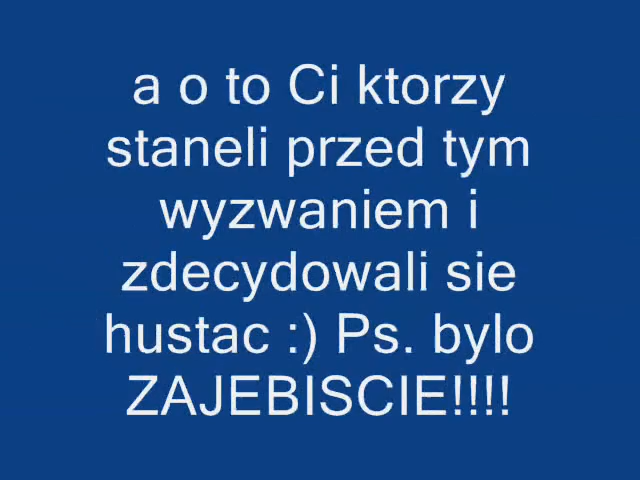 a o to Ci ktorzy
staneli przed tym
wyzwaniem i
zdecydowali sie
hustac :) Ps. bylo
ZAJEBISCIE!!!!